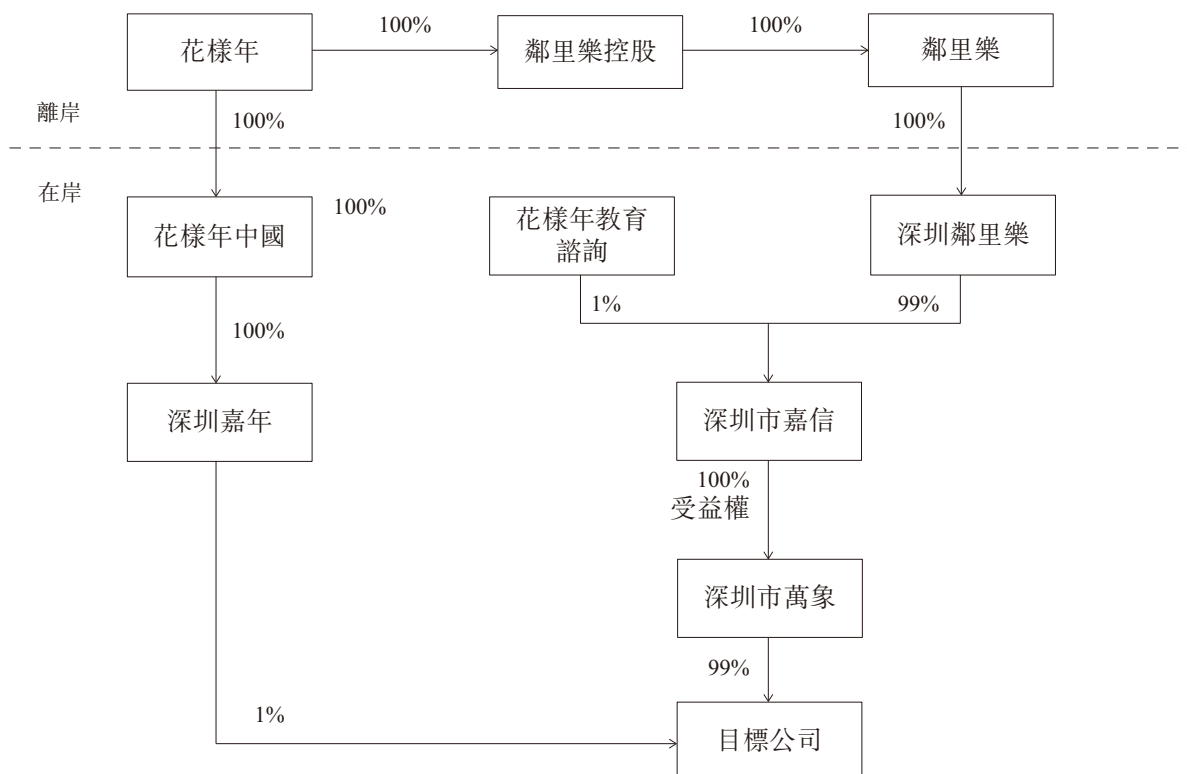 100%
100%
花樣年
鄰里樂控股
鄰里樂
離岸
100%
100%
在岸
100%
花樣年中國
花樣年教育
諮詢
深圳鄰里樂
1%
99%
100%
深圳嘉年
深圳市嘉信
100%
受益權
深圳市萬象
99%
1%
目標公司